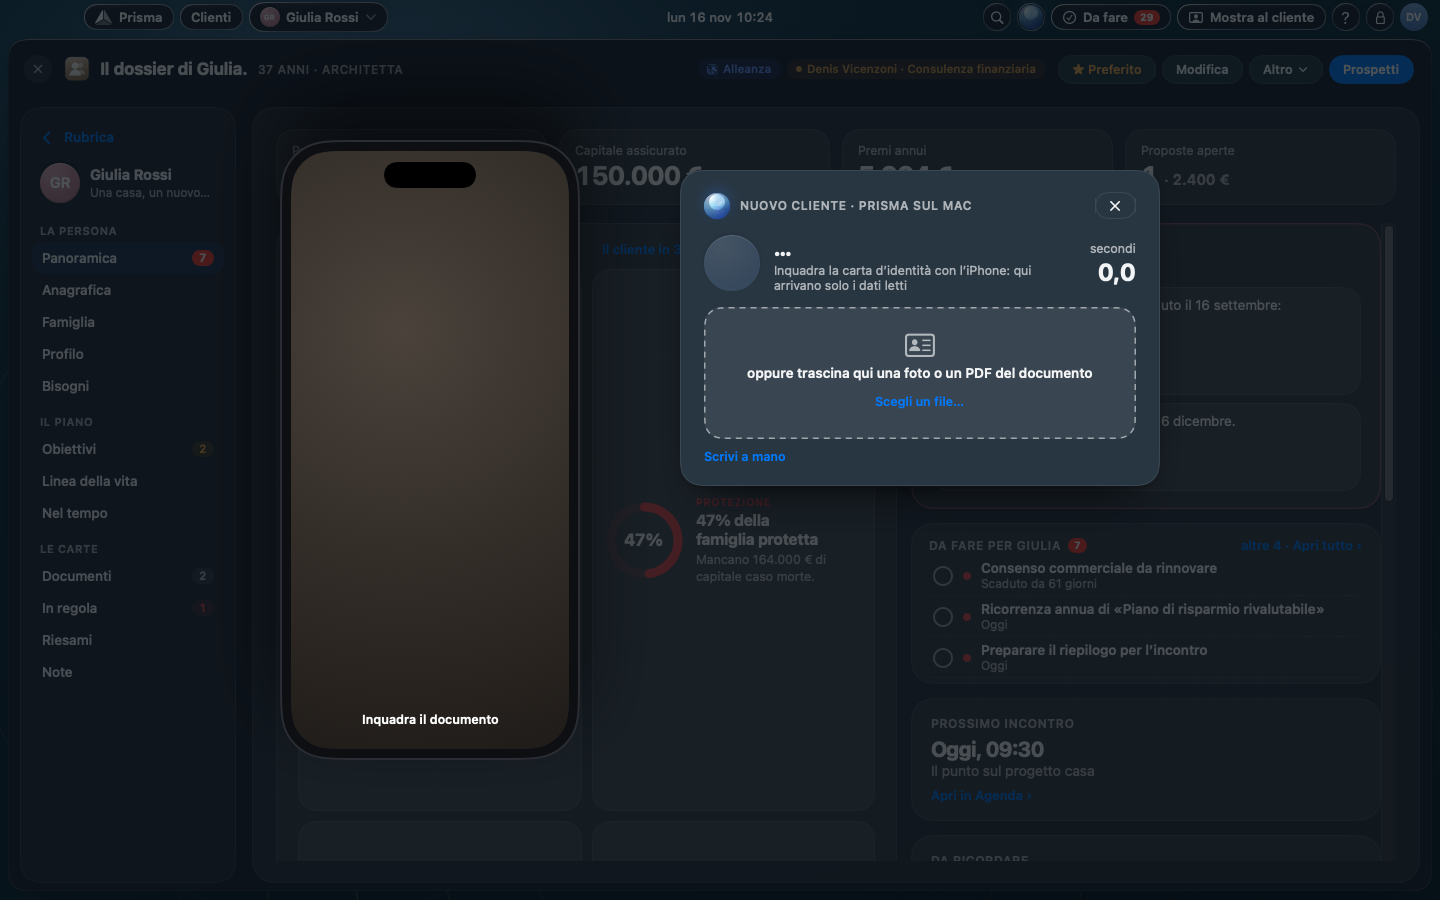 Prisma
Clienti
GR Giulia Rossi
lun 16 nov 10:24
Da fare 29
Mostra al cliente
?
DV
Il dossier di Giulia.
37 ANNI · ARCHITETTA
Alleanza
Denis Vicenzoni · Consulenza finanziaria
Preferito
Modifica
Altro
Prospetti
Rubrica
GR
Giulia Rossi
Una casa, un nuovo...
LA PERSONA
Panoramica 7
Anagrafica
Famiglia
Profilo
Bisogni
IL PIANO
Obiettivi 2
Linea della vita
Nel tempo
LE CARTE
Documenti 2
In regola 1
Riesami
Note
Inquadra il documento
Capitale assicurato
150.000 €
Premi annui
Proposte aperte
· 2.400 €
Il cliente in 3
NUOVO CLIENTE · PRISMA SUL MAC
•••
Inquadra la carta d’identità con l’iPhone: qui
arrivano solo i dati letti
secondi
0,0
oppure trascina qui una foto o un PDF del documento
Scegli un file...
Scrivi a mano
uto il 16 settembre:
6 dicembre.
47%
PROTEZIONE
47% della
famiglia protetta
Mancano 164.000 € di
capitale caso morte.
DA FARE PER GIULIA 7
altre 4 · Apri tutto ›
Consenso commerciale da rinnovare
Scaduto da 61 giorni
Ricorrenza annua di «Piano di risparmio rivalutabile»
Oggi
Preparare il riepilogo per l’incontro
Oggi
PROSSIMO INCONTRO
Oggi, 09:30
Il punto sul progetto casa
Apri in Agenda ›
DA RICORDARE